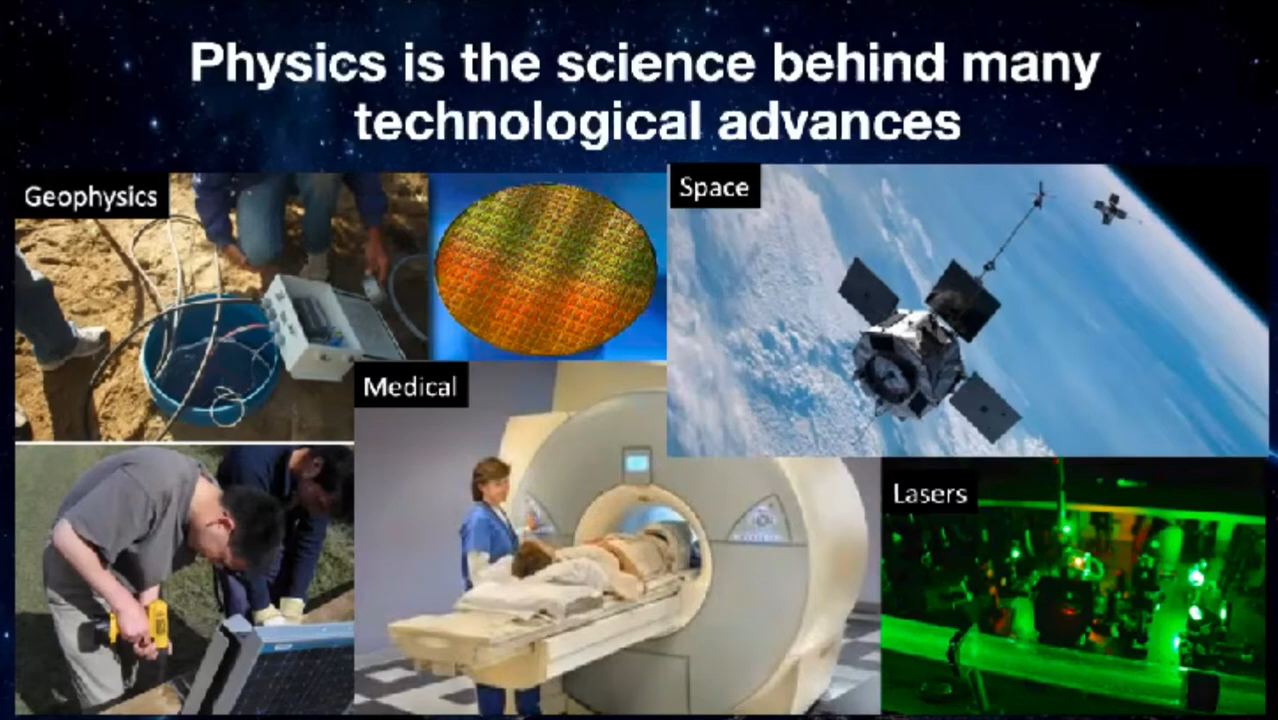 Physics is the science behind many
technological advances
Geophysics
Space
Medical
Lasers